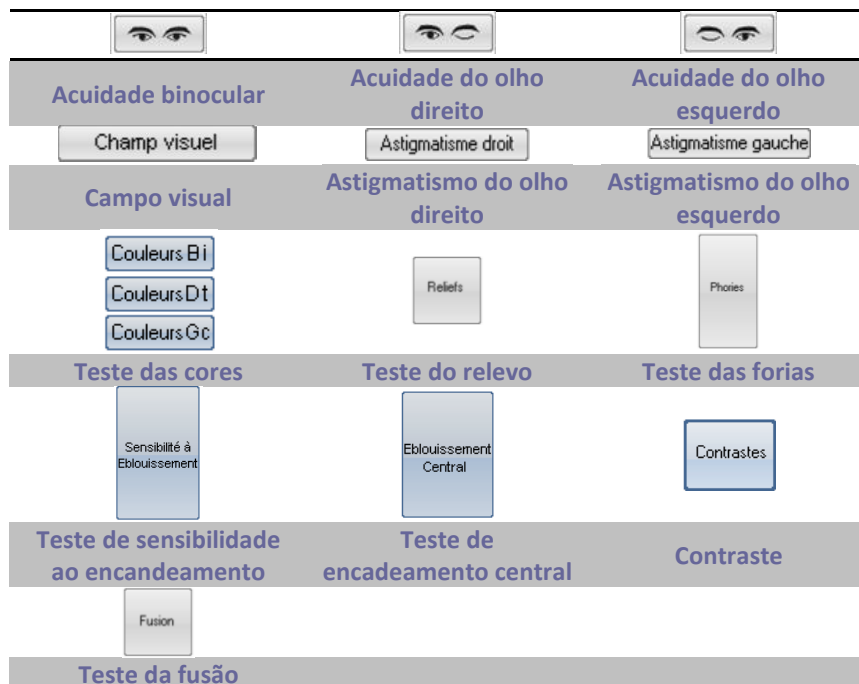 Acuidade binocular
Acuidade do olho
direito
Acuidade do olho
esquerdo
Champ visuel
Astigmatisme droit
Astigmatisme gauche
Campo visual
Astigmatismo do olho
direito
Astigmatismo do olho
esquerdo
Couleurs Bi
Couleurs Dt
Couleurs Gc
Reliefs
Phories
Teste das cores
Teste do relevo
Teste das forias
Sensibilité à
Eblouissement
Eblouissement
Central
Contrastes
Teste de sensibilidade
ao encandeamento
Teste de
encadeamento central
Contraste
Fusion
Teste da fusão